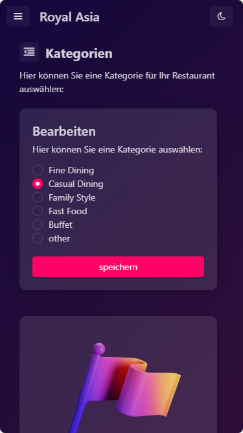 Royal Asia
Kategorien
Hier können Sie eine Kategorie für Ihr Restaurant
auswählen:
Bearbeiten
Hier können Sie eine Kategorie auswählen:
Fine Dining
Casual Dining
Family Style
Fast Food
Buffet
other
speichern